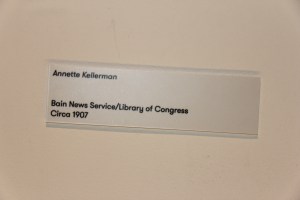 Annette Kellerman
Bain News Service/Library of Congress
Circa 1907